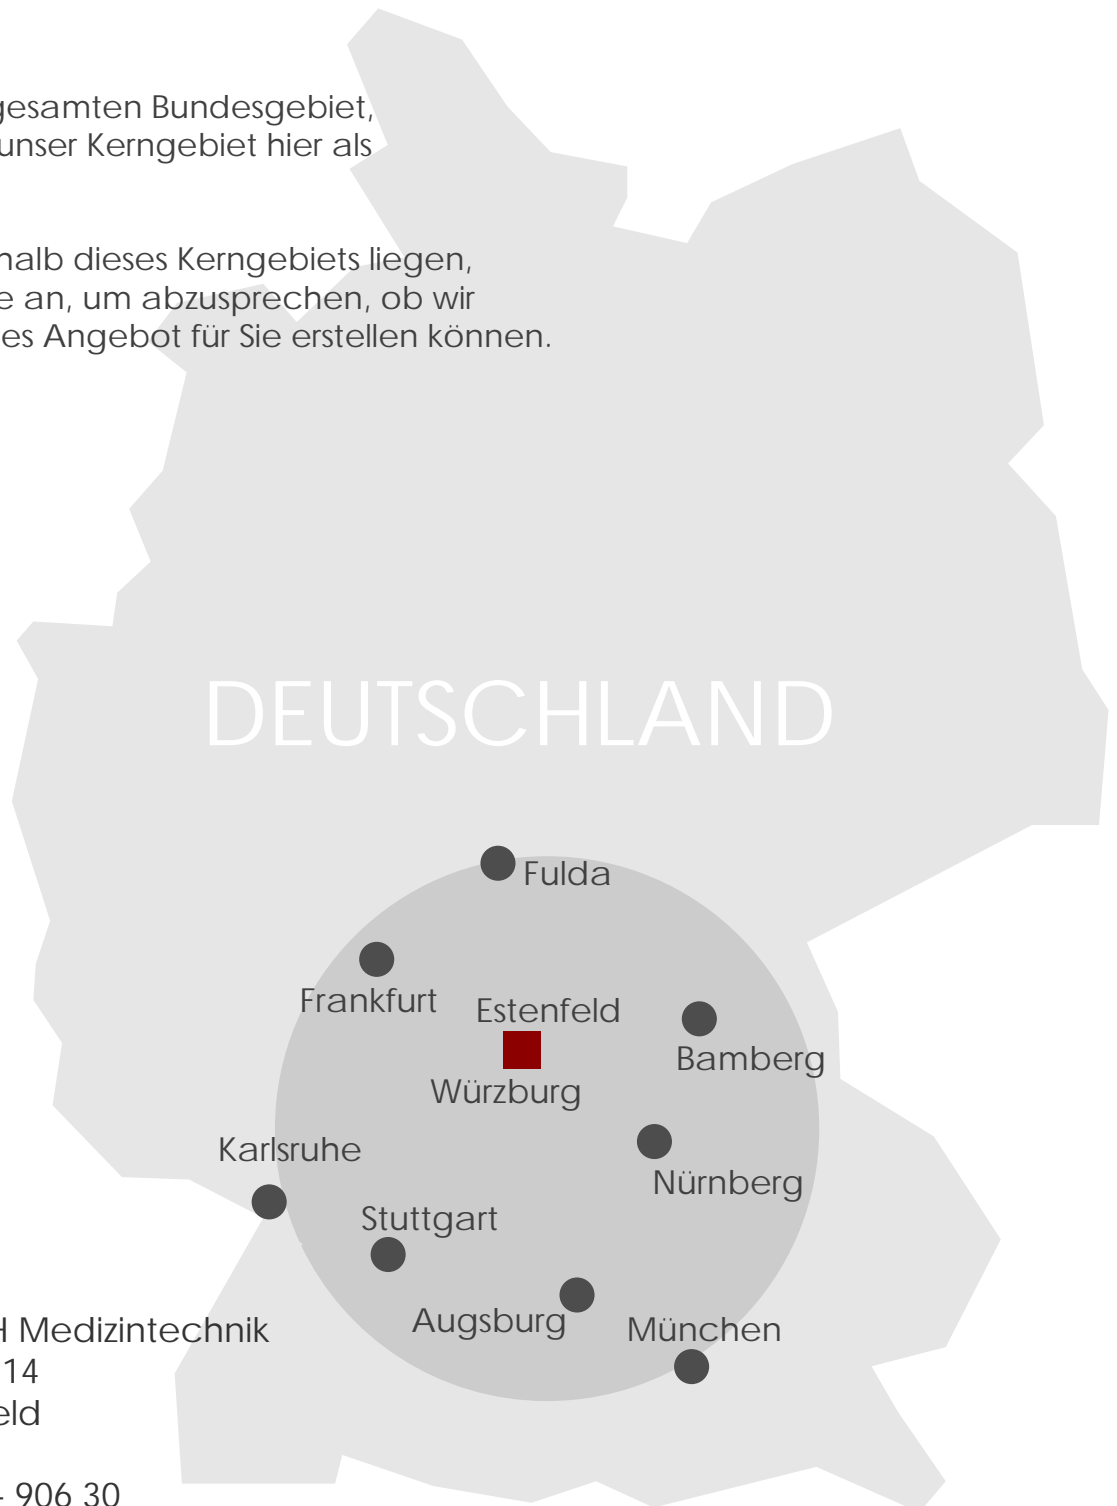 gesamten Bundesgebiet,
unser Kerngebiet hier als
halb dieses Kerngebiets liegen,
e an, um abzusprechen, ob wir
es Angebot für Sie erstellen können.
DEUTSCHLAND
Fulda
Frankfurt
Estenfeld
Bamberg
Würzburg
Karlsruhe
Nürnberg
Stuttgart
Augsburg
München
H Medizintechnik
14
eld
- 906 30